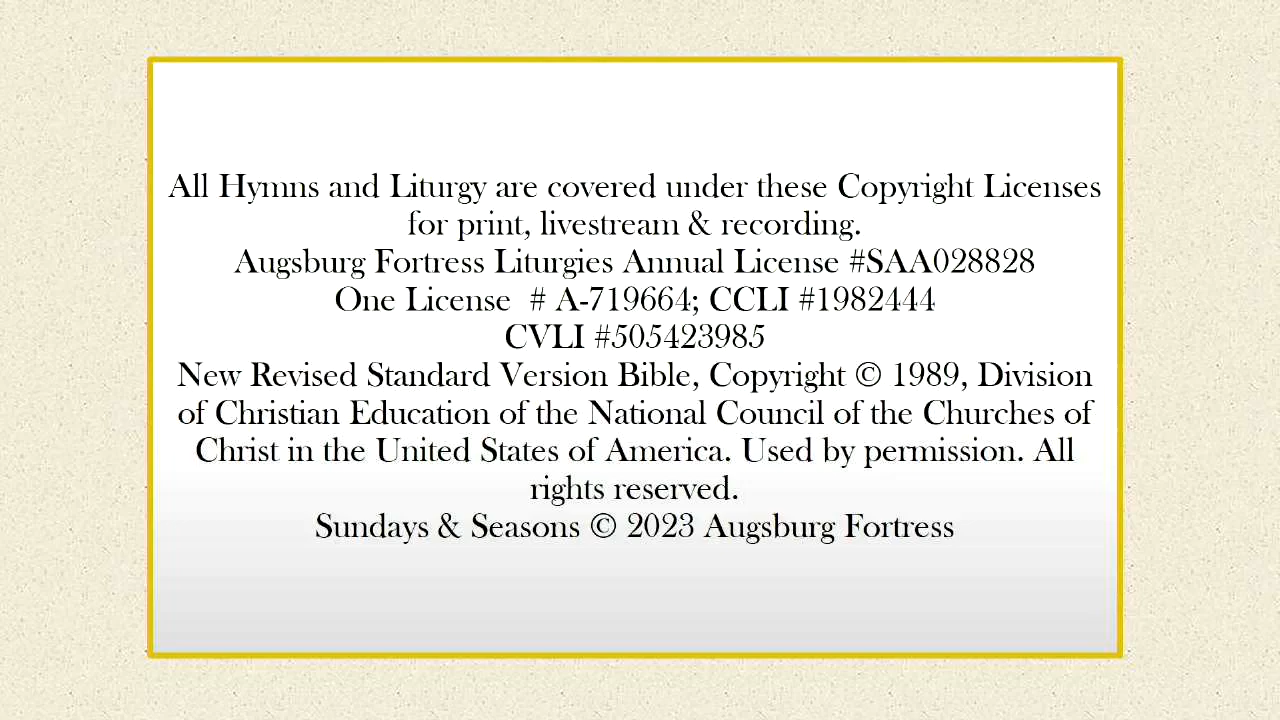 All Hymns and Liturgy are covered under these Copyright Licenses
for print, livestream & recording.
Augsburg Fortress Liturgies Annual License #SAA028828
One License  # A-719664; CCLI #1982444
CVLI #505423985
New Revised Standard Version Bible, Copyright © 1989, Division
of Christian Education of the National Council of the Churches of
Christ in the United States of America. Used by permission. All
rights reserved.
Sundays & Seasons © 2023 Augsburg Fortress